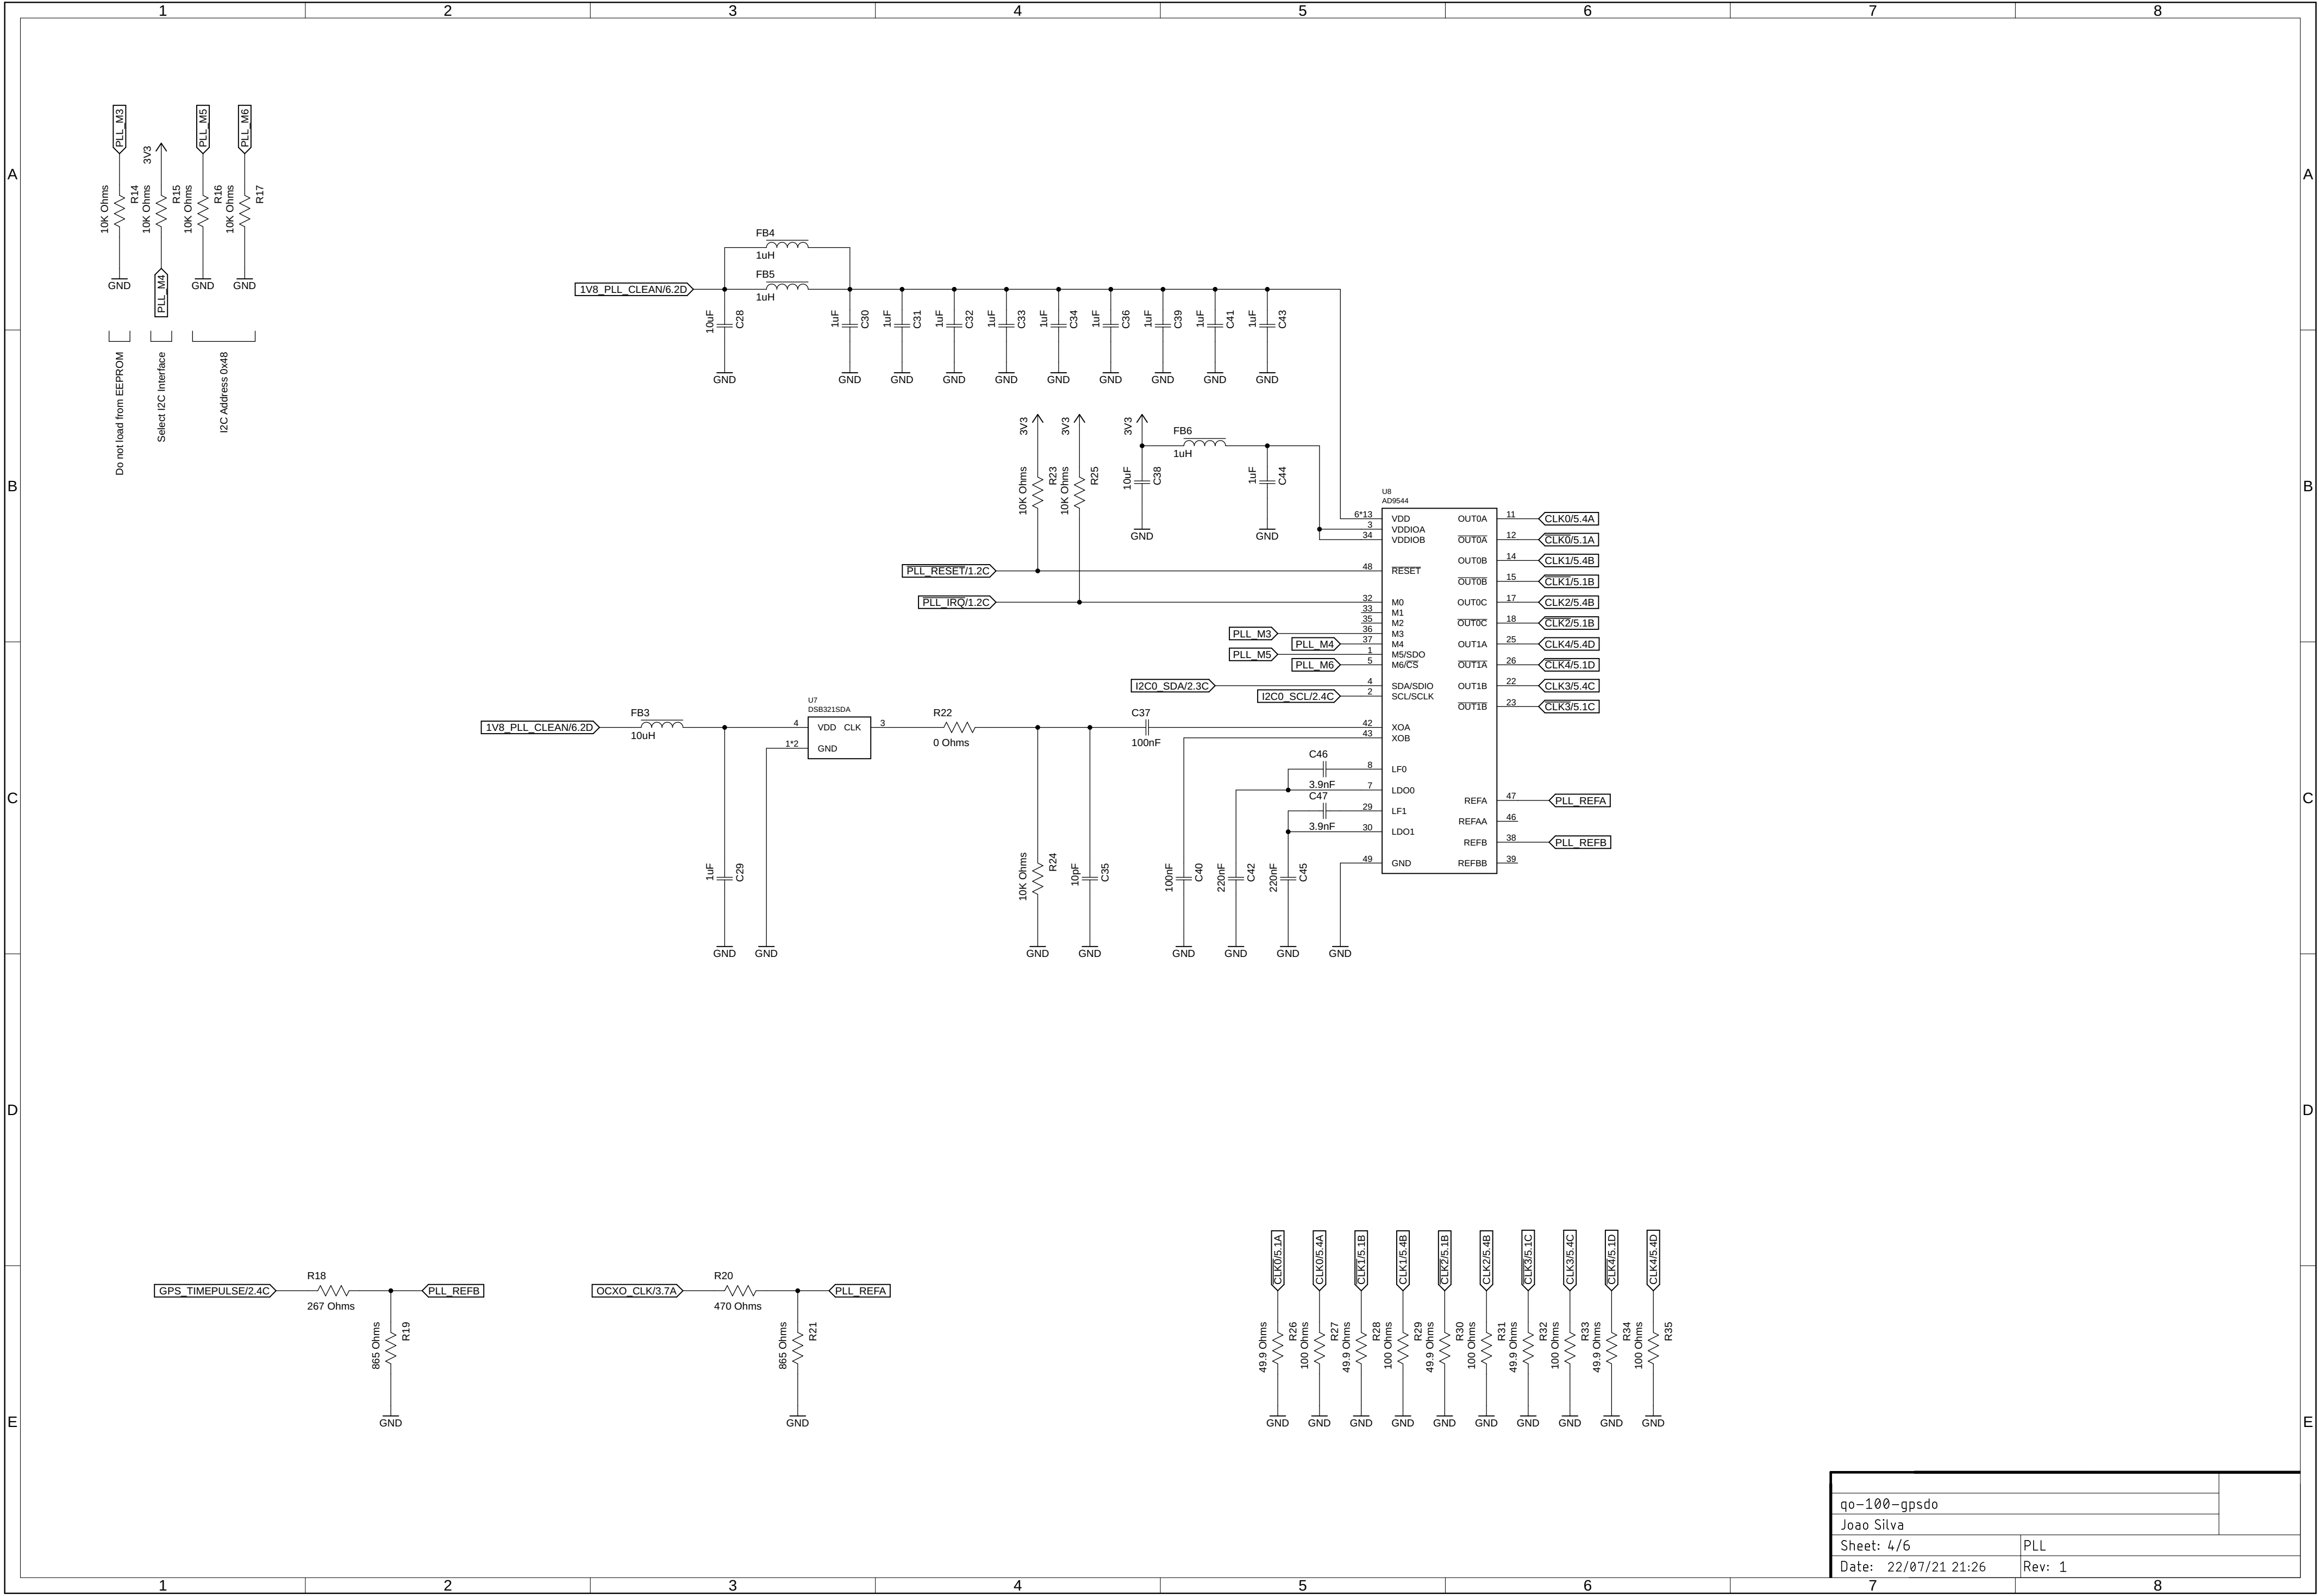 1 2 3 4 5 6 7 8
A A
B B
C C
D D
E E
PLL_M3
10K Ohms
R14
GND
3V3
10K Ohms
R15
PLL_M4
PLL_M5
10K Ohms
R16
GND
PLL_M6
10K Ohms
R17
GND
Do not load from EEPROM
Select I2C Interface
I2C Address 0x48
1V8_PLL_CLEAN/6.2D
FB4
1uH
FB5
1uH
10uF
C28
GND
1uF
C30
GND
1uF
C31
GND
1uF
C32
GND
1uF
C33
GND
1uF
C34
GND
1uF
C36
GND
1uF
C39
GND
1uF
C41
GND
1uF
C43
GND
3V3
10K Ohms
R23
3V3
10K Ohms
R25
3V3
FB6
1uH
10uF
C38
GND
1uF
C44
GND
PLL_RESET/1.2C
PLL_IRQ/1.2C
PLL_M3
PLL_M4
PLL_M5
PLL_M6
I2C0_SDA/2.3C
I2C0_SCL/2.4C
U8
AD9544
6*13 VDD
3 VDDIOA
34 VDDIOB
48 RESET
32 M0
33 M1
35 M2
36 M3
37 M4
1 M5/SDO
5 M6/CS
4 SDA/SDIO
2 SCL/SCLK
42 XOA
43 XOB
8 LF0
7 LDO0
29 LF1
30 LDO1
49 GND
OUT0A 11 CLK0/5.4A
OUT0A 12 CLK0/5.1A
OUT0B 14 CLK1/5.4B
OUT0B 15 CLK1/5.1B
OUT0C 17 CLK2/5.4B
OUT0C 18 CLK2/5.1B
OUT1A 25 CLK4/5.4D
OUT1A 26 CLK4/5.1D
OUT1B 22 CLK3/5.4C
OUT1B 23 CLK3/5.1C
REFA 47 PLL_REFA
REFAA 46
REFB 38 PLL_REFB
REFBB 39
1V8_PLL_CLEAN/6.2D
FB3
10uH
1uF
C29
GND
GND
U7
DSB321SDA
4 VDD CLK 3
1*2 GND
R22
0 Ohms
10K Ohms
R24
GND
10pF
C35
GND
C37
100nF
100nF
C40
GND
220nF
C42
GND
220nF
C45
GND
GND
C46
3.9nF
C47
3.9nF
GPS_TIMEPULSE/2.4C
R18
267 Ohms
PLL_REFB
865 Ohms
R19
GND
OCXO_CLK/3.7A
R20
470 Ohms
PLL_REFA
865 Ohms
R21
GND
CLK0/5.1A
49.9 Ohms
R26
GND
CLK0/5.4A
100 Ohms
R27
GND
CLK1/5.1B
49.9 Ohms
R28
GND
CLK1/5.4B
100 Ohms
R29
GND
CLK2/5.1B
49.9 Ohms
R30
GND
CLK2/5.4B
100 Ohms
R31
GND
CLK3/5.1C
49.9 Ohms
R32
GND
CLK3/5.4C
100 Ohms
R33
GND
CLK4/5.1D
49.9 Ohms
R34
GND
CLK4/5.4D
100 Ohms
R35
GND
qo-100-gpsdo
Joao Silva
Sheet: 4/6 PLL
Date: 22/07/21 21:26 Rev: 1
1 2 3 4 5 6 7 8